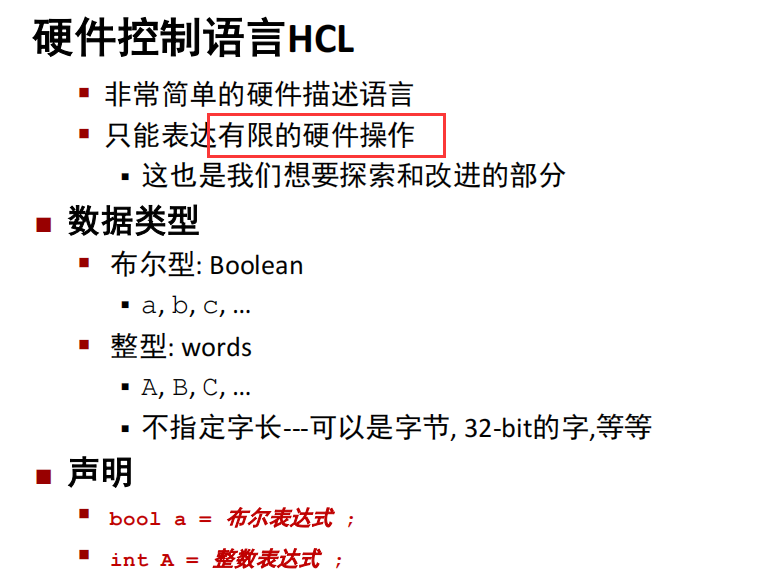 硬件控制语言HCL
非常简单的硬件描述语言
只能表达有限的硬件操作
这也是我们想要探索和改进的部分
数据类型
布尔型: Boolean
a, b, c, …
整型: words
A, B, C, …
不指定字长---可以是字节, 32-bit的字,等等
声明
bool a = 布尔表达式 ;
int A = 整数表达式 ;